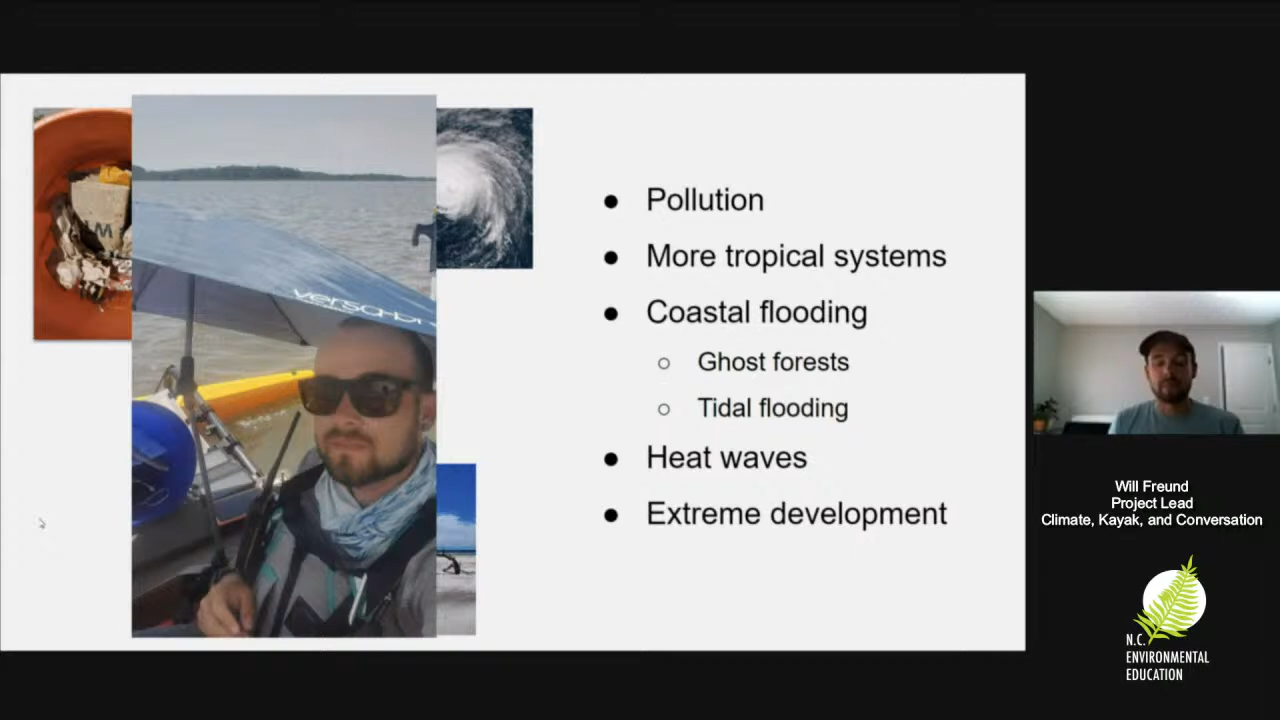 Pollution
More tropical systems
Coastal flooding
Ghost forests
Tidal flooding
Heat waves
Extreme development
Will Freund
Project Lead
Climate, Kayak, and Conversation
N.C.
ENVIRONMENTAL
EDUCATION